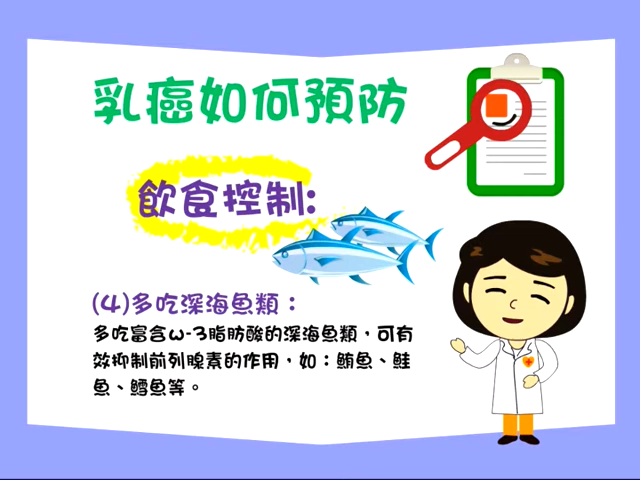 乳癌如何預防
飲食控制:
(4)多吃深海魚類：
多吃富含ω-3脂肪酸的深海魚類，可有
效抑制前列腺素的作用，如：鮪魚、鮭
魚、鱈魚等。